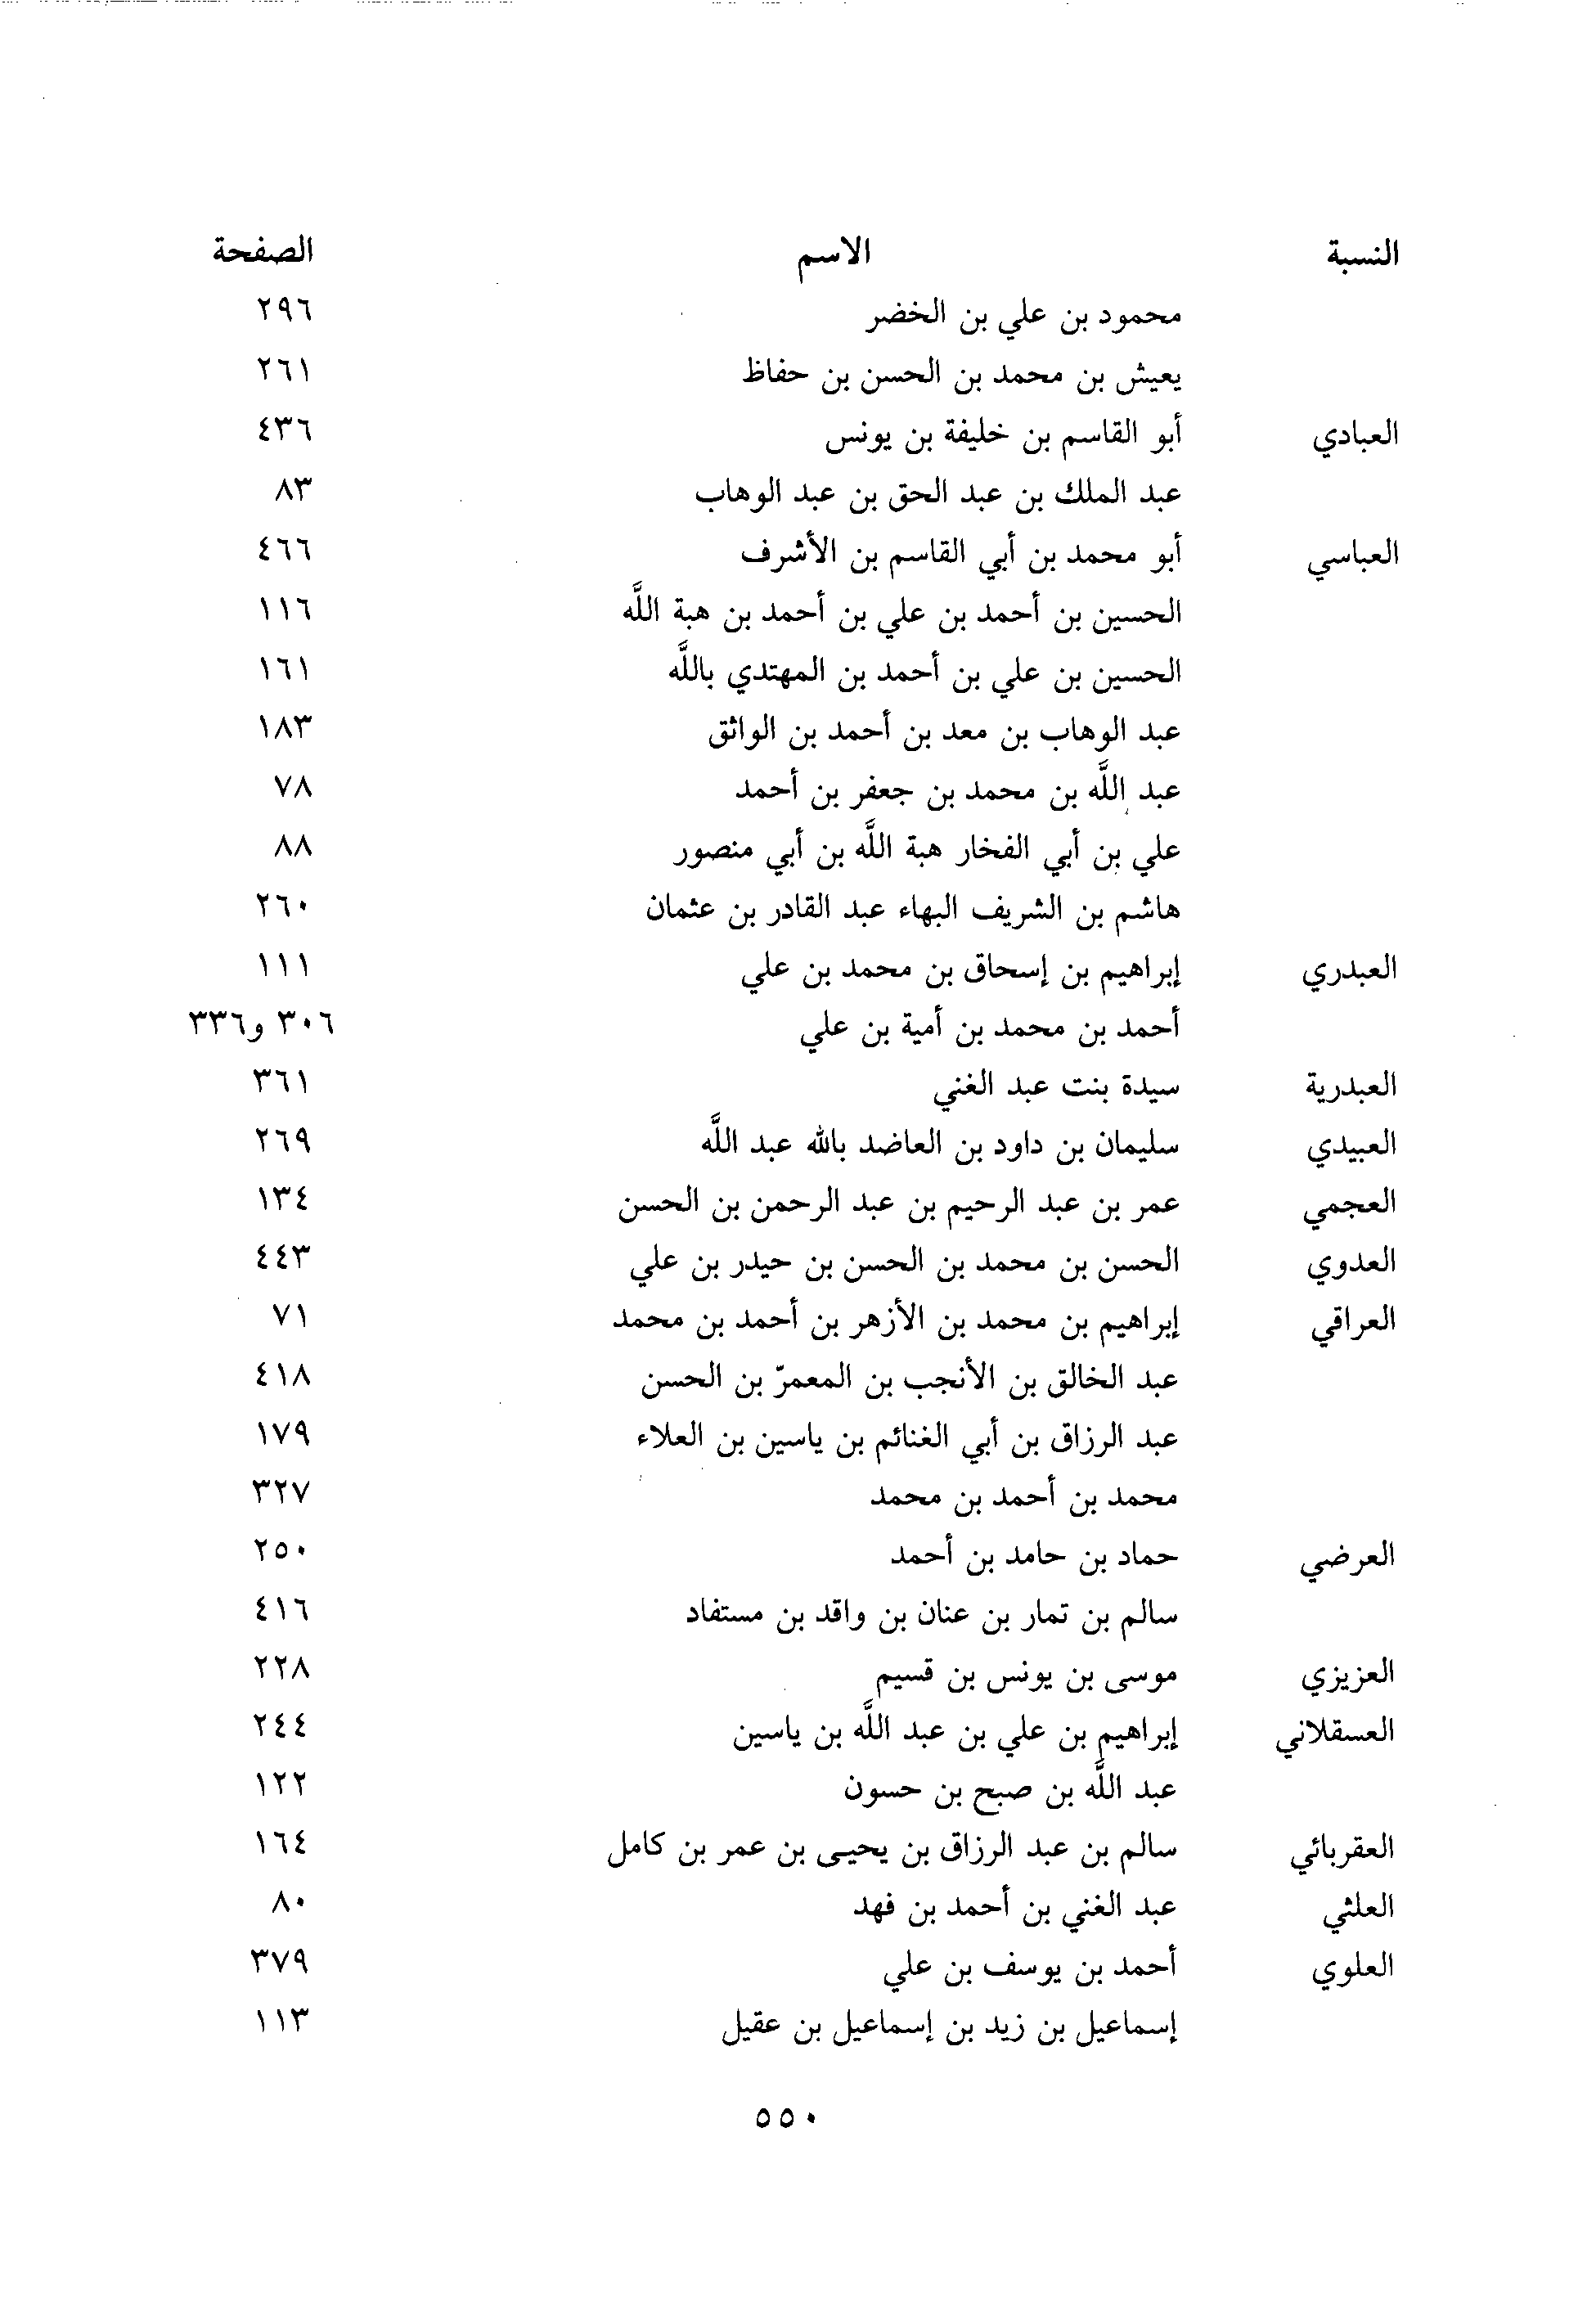 النسبة الاسم الصفحة
محمود بن علي بن الخضر ٢٩٦
يعيش بن محمد بن الحسن بن حفاظ ٢٦١
العبادي أبو القاسم بن خليفة بن يونس ٤٣٦
عبد الملك بن عبد الحق بن عبد الوهاب ٨٣
العباسي أبو محمد بن أبي القاسم بن الأشرف ٤٦٦
الحسين بن أحمد بن علي بن أحمد بن هبة اللَّه ١١٦
الحسين بن علي بن أحمد بن المهتدي باللَّه ١٦١
عبد الوهاب بن معد بن أحمد بن الواثق ١٨٣
عبد اللَّه بن محمد بن جعفر بن أحمد ٧٨
علي بن أبي الفخار هبة اللَّه بن أبي منصور ٨٨
هاشم بن الشريف البهاء عبد القادر بن عثمان ٢٦٠
العبدري إبراهيم بن إسحاق بن محمد بن علي ١١١
أحمد بن محمد بن أمية بن علي ٣٠٦ و٣٣٦
العبدرية سيدة بنت عبد الغني ٣٦١
العبيدي سليمان بن داود بن العاضد بالله عبد اللَّه ٢٦٩
العجمي عمر بن عبد الرحيم بن عبد الرحمن بن الحسن ١٣٤
العدوي الحسن بن محمد بن الحسن بن حيدر بن علي ٤٤٣
العراقي إبراهيم بن محمد بن الأزهر بن أحمد بن محمد ٧١
عبد الخالق بن الأنجب بن المعمرّ بن الحسن ٤١٨
عبد الرزاق بن أبي الغنائم بن ياسين بن العلاء ١٧٩
محمد بن أحمد بن محمد ٣٢٧
العرضي حماد بن حامد بن أحمد ٢٥٠
سالم بن تمار بن عنان بن واقد بن مستفاد ٤١٦
العزيزي موسى بن يونس بن قسيم ٢٢٨
العسقلاني إبراهيم بن علي بن عبد اللَّه بن ياسين ٢٤٤
عبد اللَّه بن صبح بن حسون ١٢٢
العقربائي سالم بن عبد الرزاق بن يحيى بن عمر بن كامل ١٦٤
العلثي عبد الغني بن أحمد بن فهد ٨٠
العلوي أحمد بن يوسف بن علي ٣٧٩
إسماعيل بن زيد بن إسماعيل بن عقيل ١١٣
٥٥٠